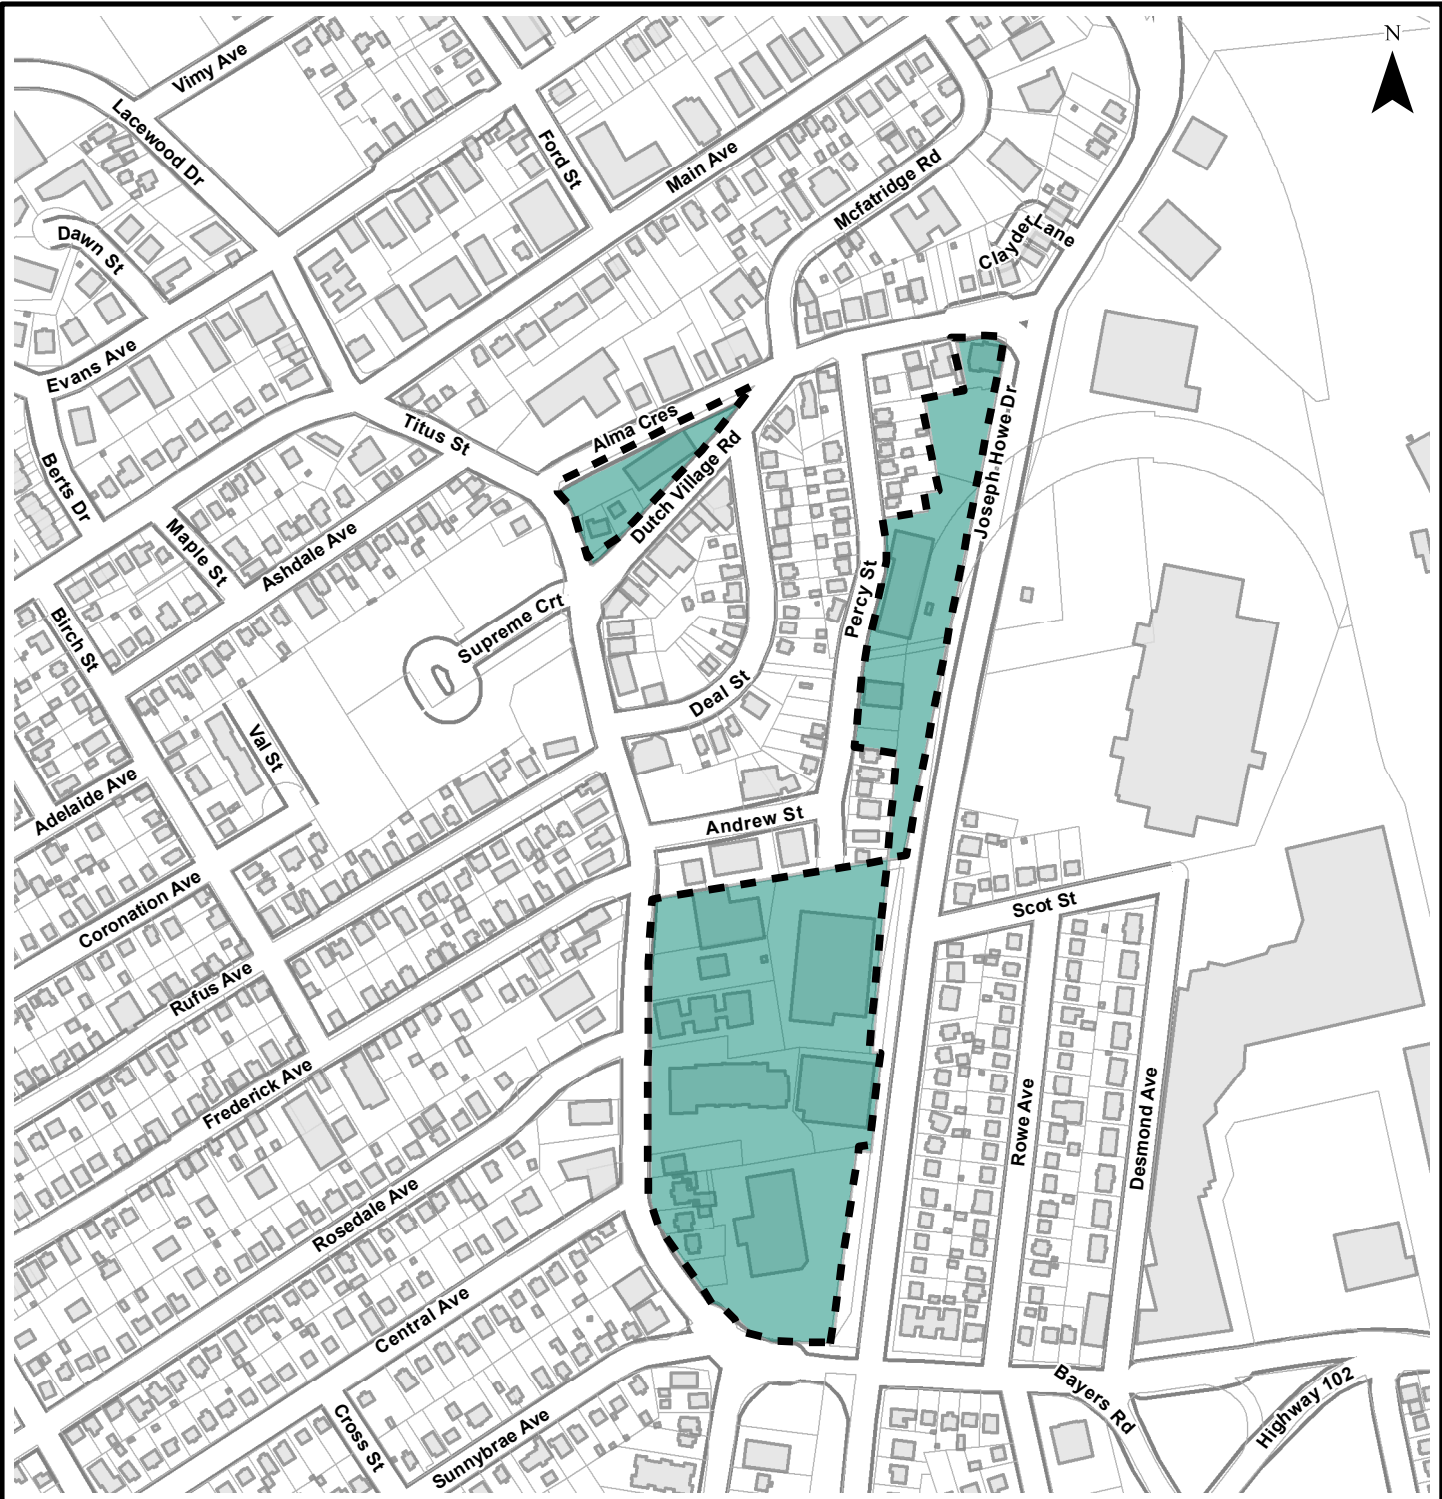 N
Vimy Ave
Lacewood Dr
Ford St
Main Ave
Mcfatridge Rd
Dawn St
Clayder Lane
Evans Ave
Titus St
Alma Cres
Dutch Village Rd
Joseph Howe Dr
Berts Dr
Maple St
Ashdale Ave
Supreme Crt
Percy St
Birch St
Deal St
Val St
Adelaide Ave
Andrew St
Coronation Ave
Scot St
Rufus Ave
Frederick Ave
Rowe Ave
Desmond Ave
Rosedale Ave
Central Ave
Cross St
Sunnybrae Ave
Bayers Rd
Highway 102